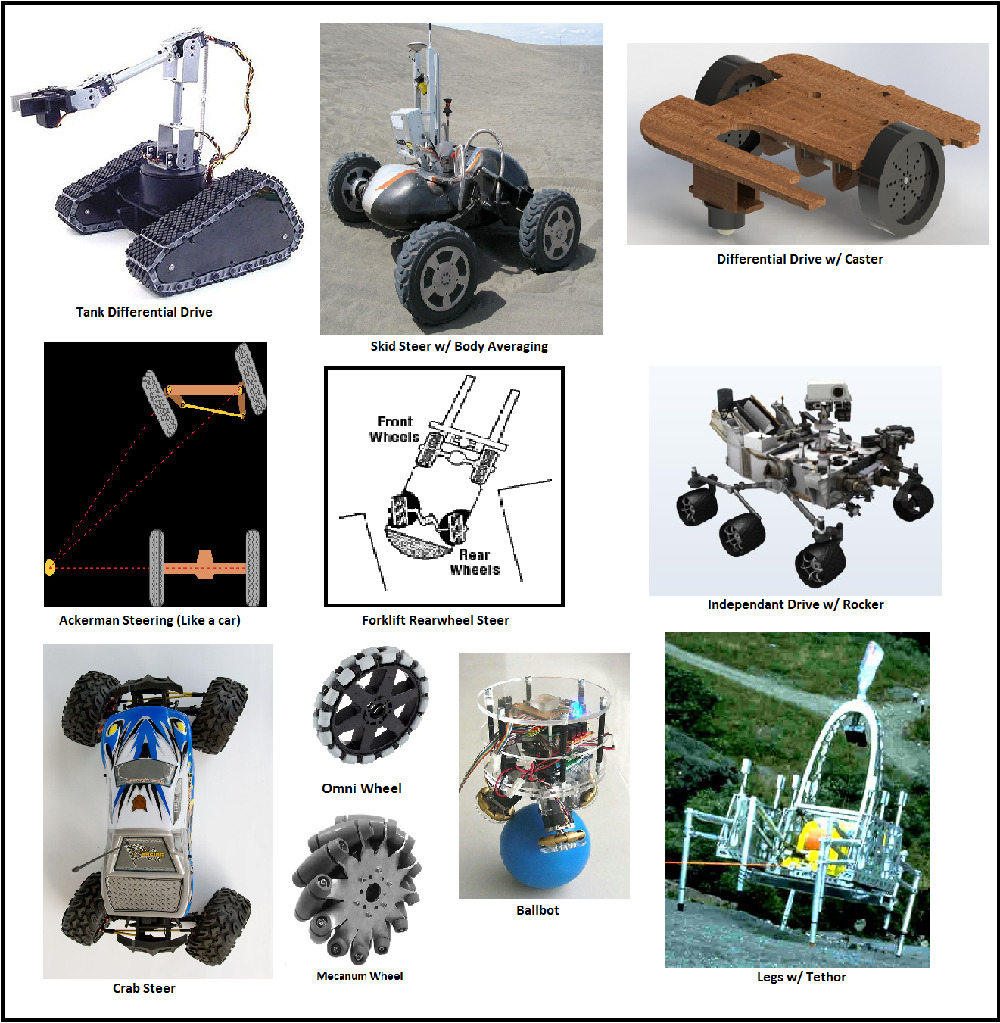 Tank Differential Drive
Skid Steer w/ Body Averaging
Differential Drive w/ Caster
Ackerman Steering (Like a car)
Front
Wheels
Rear
Wheels
Forklift Rearwheel Steer
Independant Drive w/ Rocker
Crab Steer
Omni Wheel
Mecanum Wheel
Ballbot
Legs w/ Tethor